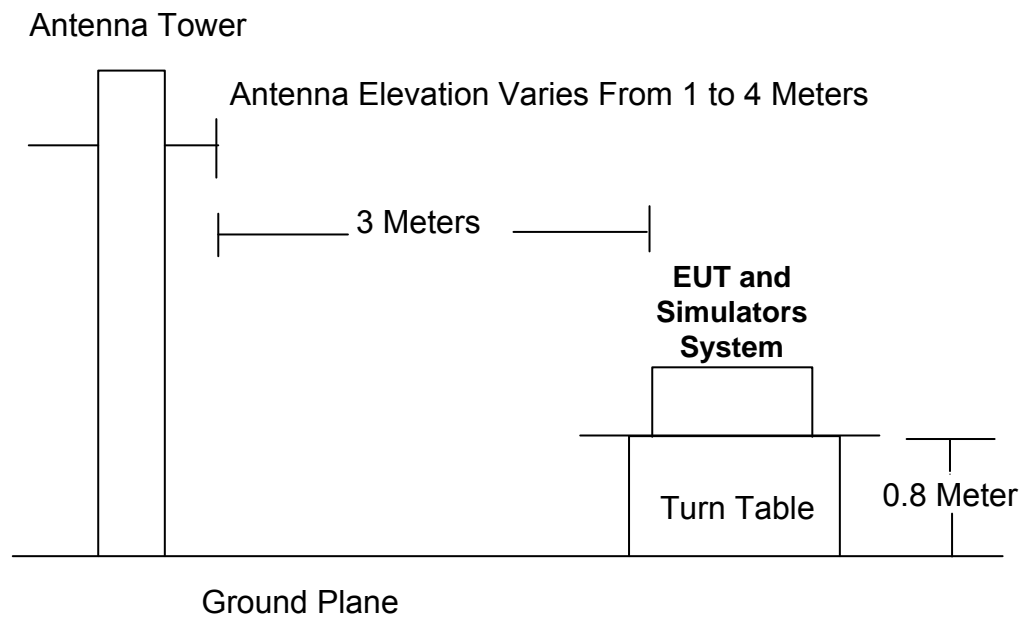 Antenna Tower
Antenna Elevation Varies From 1 to 4 Meters
3 Meters
EUT and
Simulators
System
Turn Table
0.8 Meter
Ground Plane